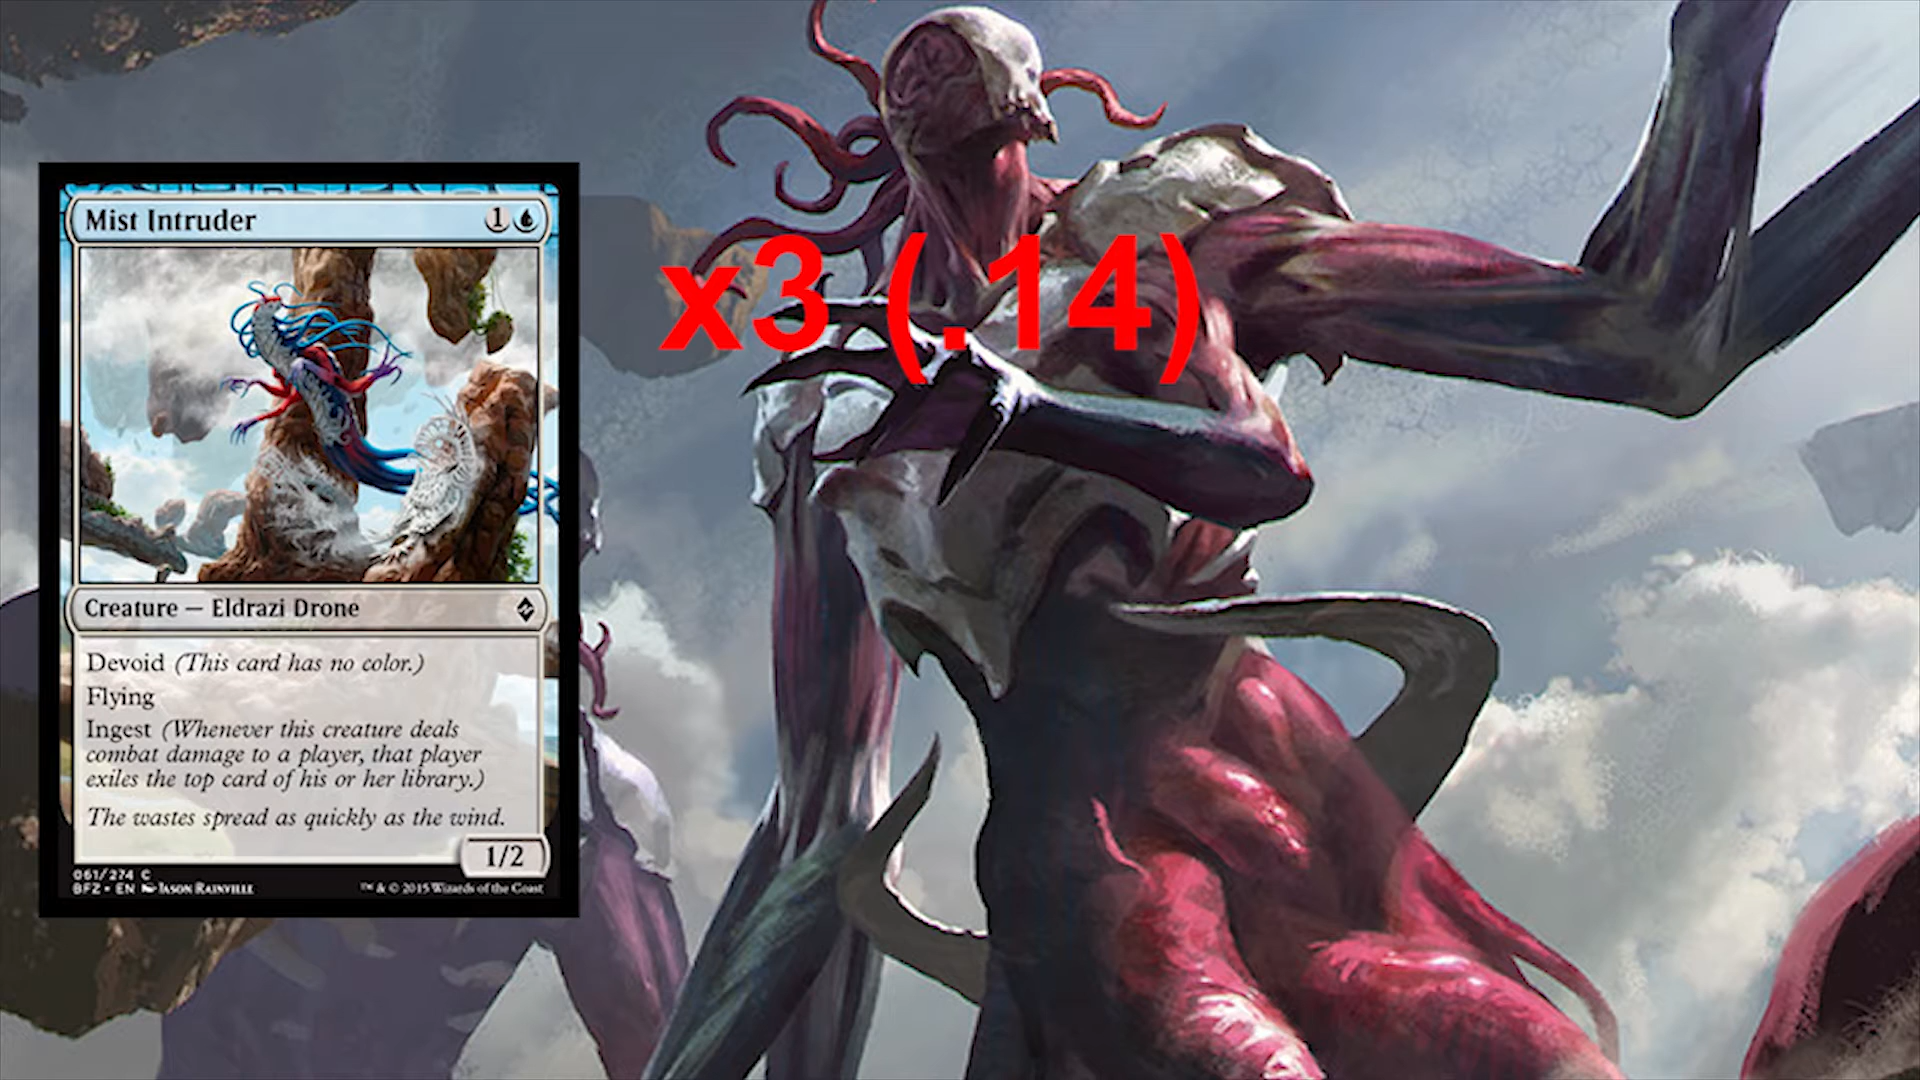 Mist Intruder 1
x3 (.14)
Creature — Eldrazi Drone
Devoid (This card has no color.)
Flying
Ingest (Whenever this creature deals
combat damage to a player, that player
exiles the top card of his or her library.)
The wastes spread as quickly as the wind.
1/2
061/274 C
BFZ • EN Jason Rainville
™ & © 2015 Wizards of the Coast